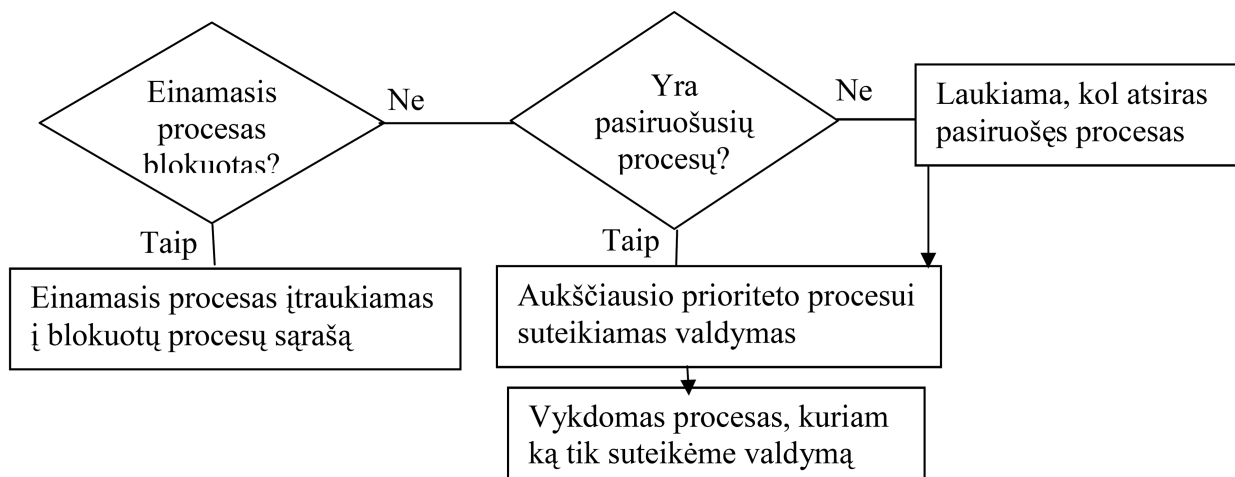 Einamasis
procesas
blokuotas?
Ne
Yra
pasiruošusių
procesų?
Ne
Laukiama, kol atsiras
pasiruošęs procesas
Taip
Einamasis procesas įtraukiamas
į blokuotų procesų sąrašą
Taip
Aukščiausio prioriteto procesui
suteikiamas valdymas
Vykdomas procesas, kuriam
ką tik suteikėme valdymą